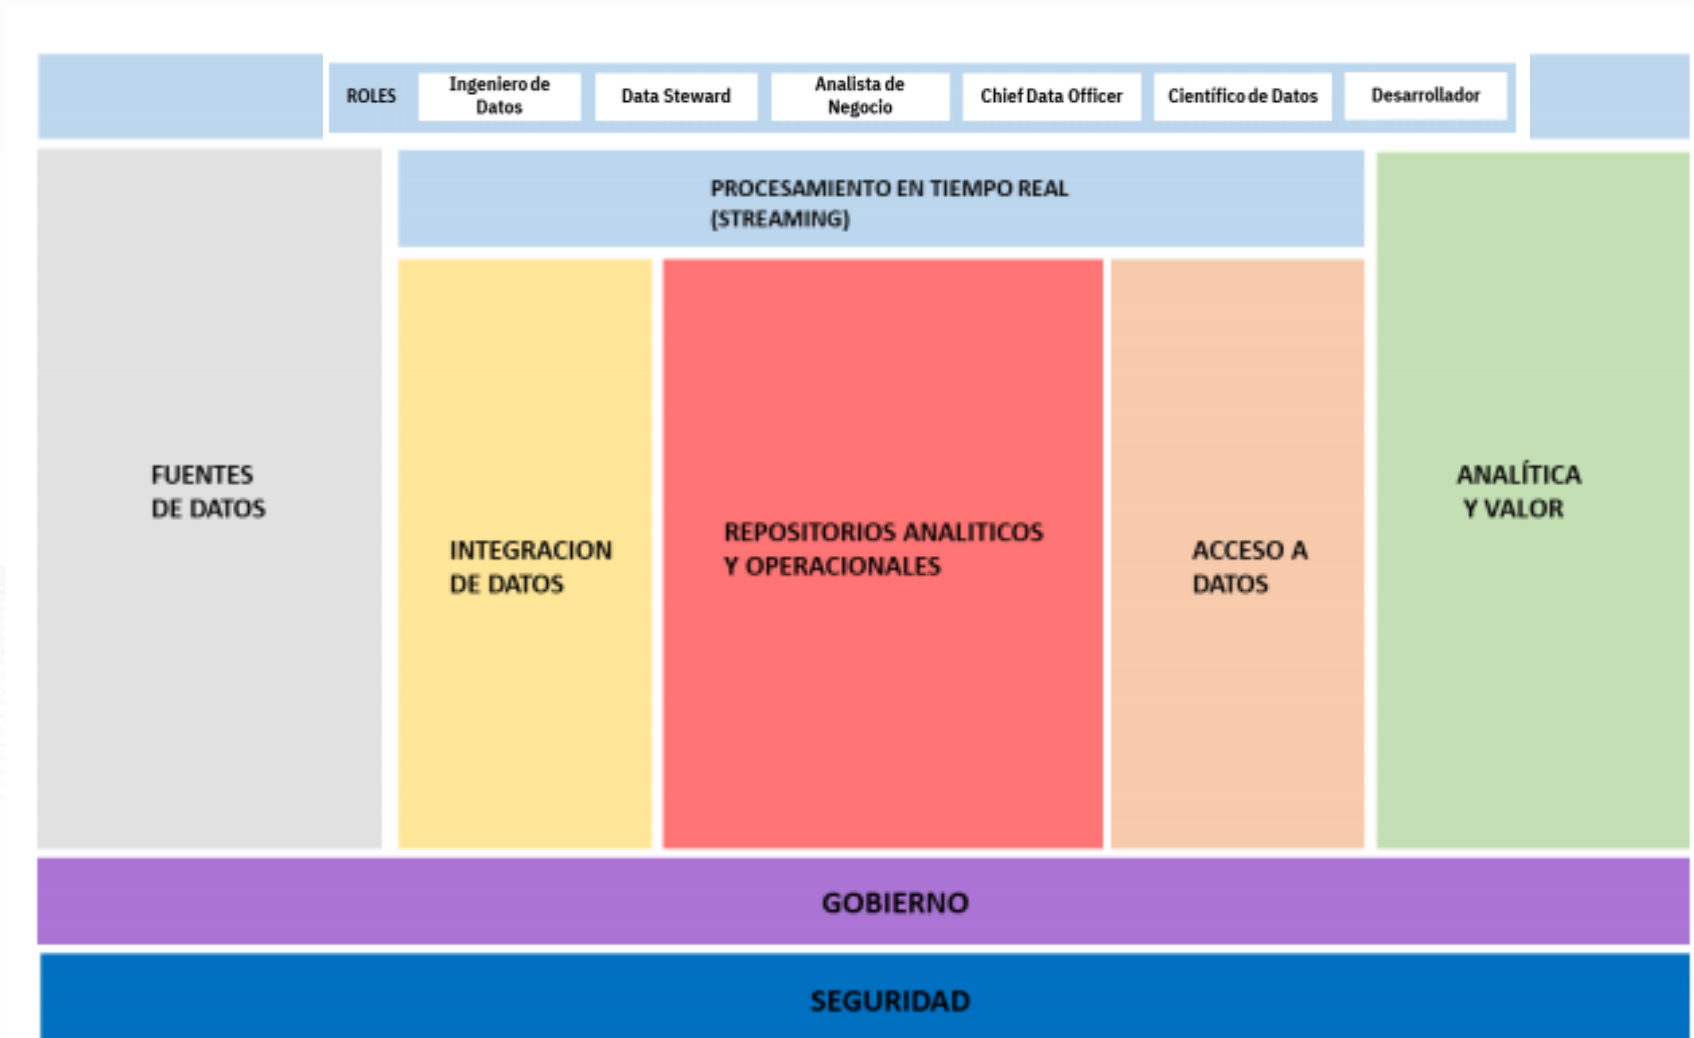 ROLES
Ingeniero de
Datos
Data Steward
Analista de
Negocio
Chief Data Officer
Científico de Datos
Desarrollador
PROCESAMIENTO EN TIEMPO REAL
(STREAMING)
FUENTES
DE DATOS
INTEGRACION
DE DATOS
REPOSITORIOS ANALITICOS
Y OPERACIONALES
ACCESO A
DATOS
ANALÍTICA
Y VALOR
GOBIERNO
SEGURIDAD